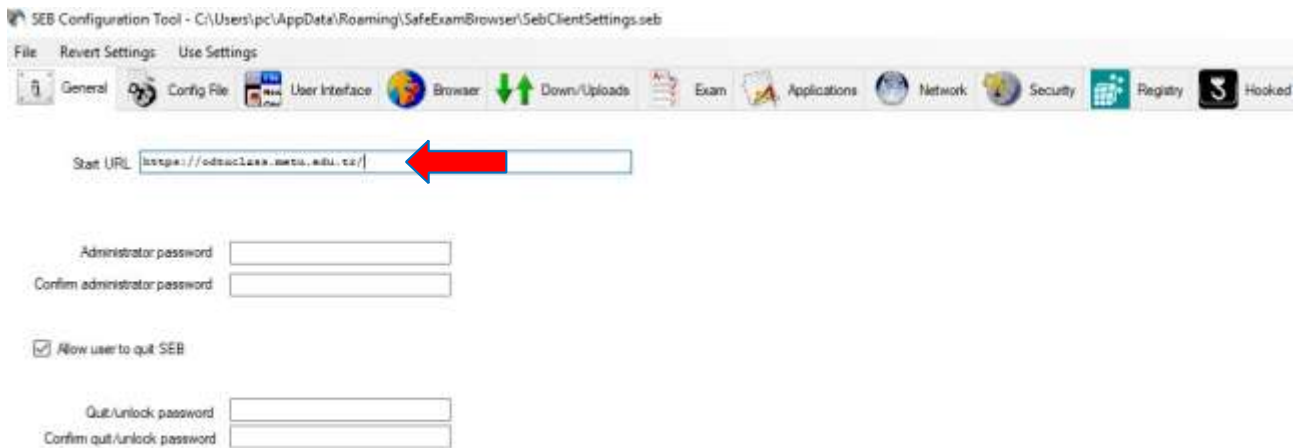 SEB Configuration Tool - C:\Users\pc\AppData\Roaming\SafeExamBrowser\SebClientSettings.seb
File Revert Settings Use Settings
General Config File User Interface Browser Down/Uploads Exam Applications Network Security Registry Hooked
Start URL https://odtuclass.metu.edu.tr/
Administrator password
Confirm administrator password
Allow user to quit SEB
Quit/unlock password
Confirm quit/unlock password